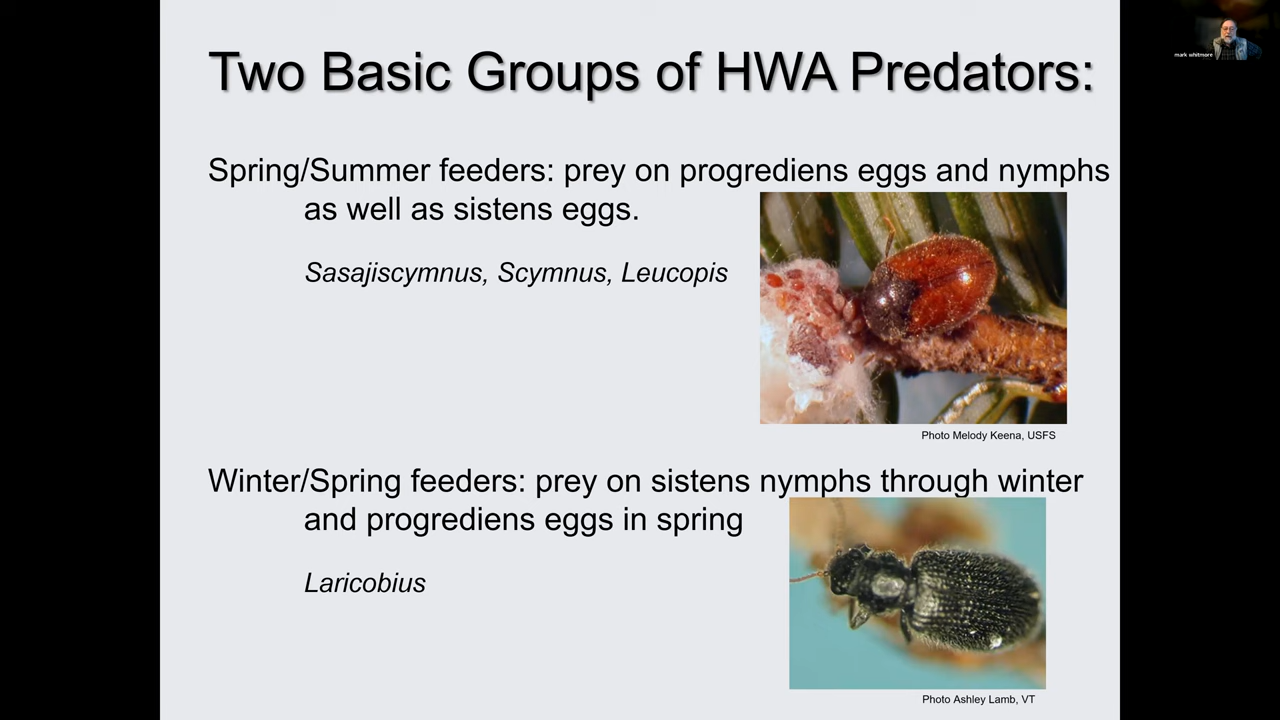 Two Basic Groups of HWA Predators:
mark whitmore
Spring/Summer feeders: prey on progrediens eggs and nymphs
as well as sistens eggs.
Sasajiscymnus, Scymnus, Leucopis
Photo Melody Keena, USFS
Winter/Spring feeders: prey on sistens nymphs through winter
and progrediens eggs in spring
Laricobius
Photo Ashley Lamb, VT